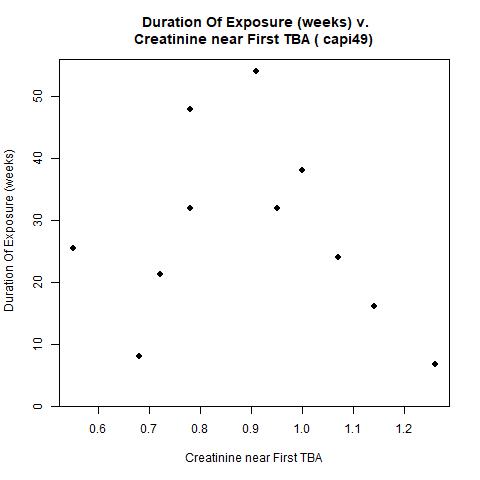 Duration Of Exposure (weeks) v.
Creatinine near First TBA ( capi49)
Duration Of Exposure (weeks)
50
40
30
20
10
0
0.6 0.7 0.8 0.9 1.0 1.1 1.2
Creatinine near First TBA